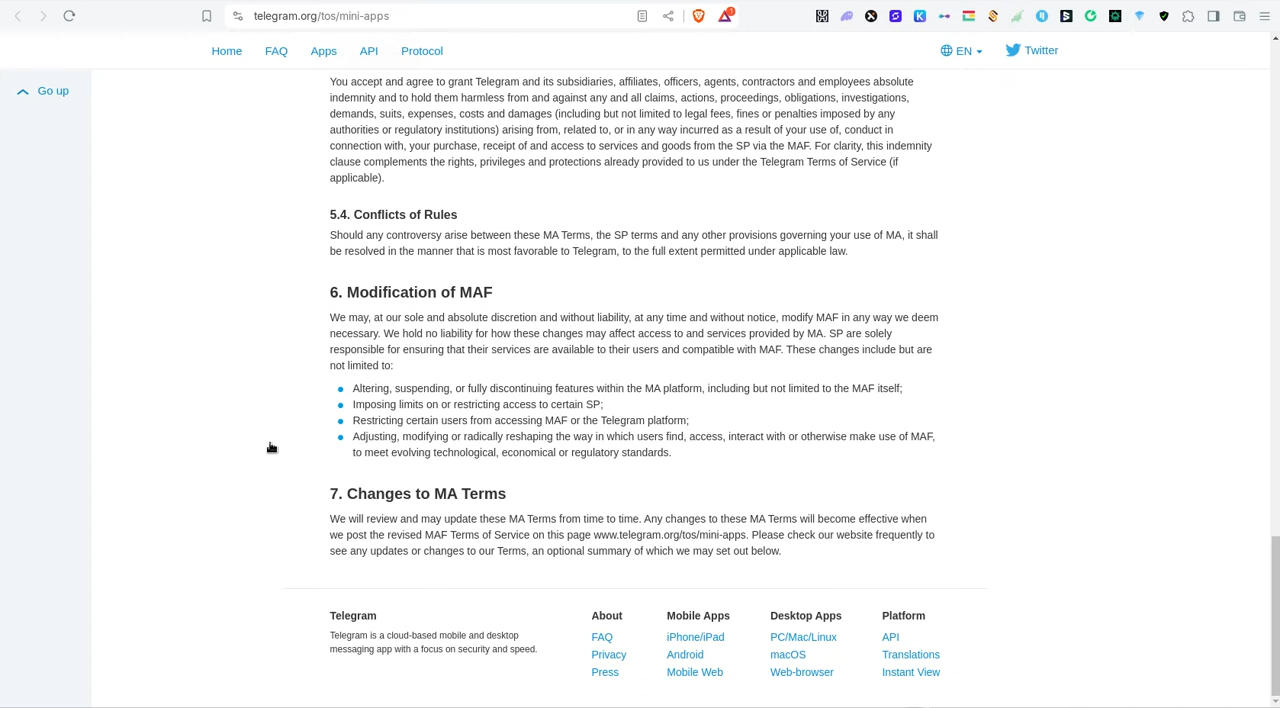 telegram.org/tos/mini-apps
1
Home FAQ Apps API Protocol EN Twitter
Go up
You accept and agree to grant Telegram and its subsidiaries, affiliates, officers, agents, contractors and employees absolute
indemnity and to hold them harmless from and against any and all claims, actions, proceedings, obligations, investigations,
demands, suits, expenses, costs and damages (including but not limited to legal fees, fines or penalties imposed by any
authorities or regulatory institutions) arising from, related to, or in any way incurred as a result of your use of, conduct in
connection with, your purchase, receipt of and access to services and goods from the SP via the MAF. For clarity, this indemnity
clause complements the rights, privileges and protections already provided to us under the Telegram Terms of Service (if
applicable).
5.4. Conflicts of Rules
Should any controversy arise between these MA Terms, the SP terms and any other provisions governing your use of MA, it shall
be resolved in the manner that is most favorable to Telegram, to the full extent permitted under applicable law.
6. Modification of MAF
We may, at our sole and absolute discretion and without liability, at any time and without notice, modify MAF in any way we deem
necessary. We hold no liability for how these changes may affect access to and services provided by MA. SP are solely
responsible for ensuring that their services are available to their users and compatible with MAF. These changes include but are
not limited to:
Altering, suspending, or fully discontinuing features within the MA platform, including but not limited to the MAF itself;
Imposing limits on or restricting access to certain SP;
Restricting certain users from accessing MAF or the Telegram platform;
Adjusting, modifying or radically reshaping the way in which users find, access, interact with or otherwise make use of MAF,
to meet evolving technological, economical or regulatory standards.
7. Changes to MA Terms
We will review and may update these MA Terms from time to time. Any changes to these MA Terms will become effective when
we post the revised MAF Terms of Service on this page www.telegram.org/tos/mini-apps. Please check our website frequently to
see any updates or changes to our Terms, an optional summary of which we may set out below.
Telegram
Telegram is a cloud-based mobile and desktop
messaging app with a focus on security and speed.
About
FAQ
Privacy
Press
Mobile Apps
iPhone/iPad
Android
Mobile Web
Desktop Apps
PC/Mac/Linux
macOS
Web-browser
Platform
API
Translations
Instant View